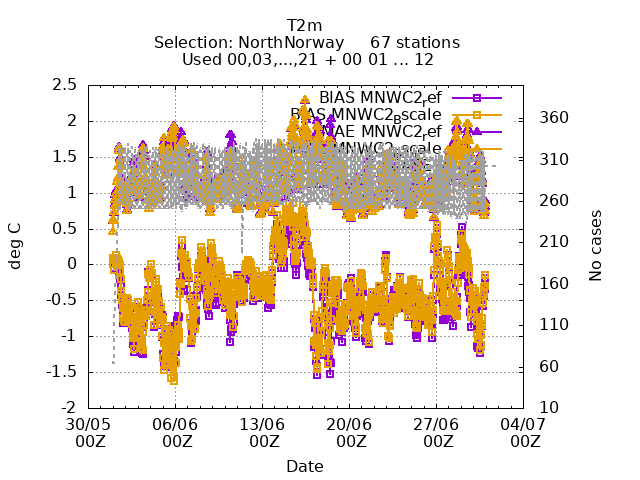 T2m
Selection: NorthNorway 67 stations
Used 00,03,...,21 + 00 01 ... 12
BIAS MNWC2_ref
BIAS MNWC2_Bscale
MAE MNWC2_ref
MNWC2_Bscale
2.5
2
1.5
1
0.5
0
-0.5
-1
-1.5
-2
deg C
360
310
260
210
160
110
60
10
No cases
30/05 06/06 13/06 20/06 27/06 04/07
00Z 00Z 00Z 00Z 00Z 00Z
Date